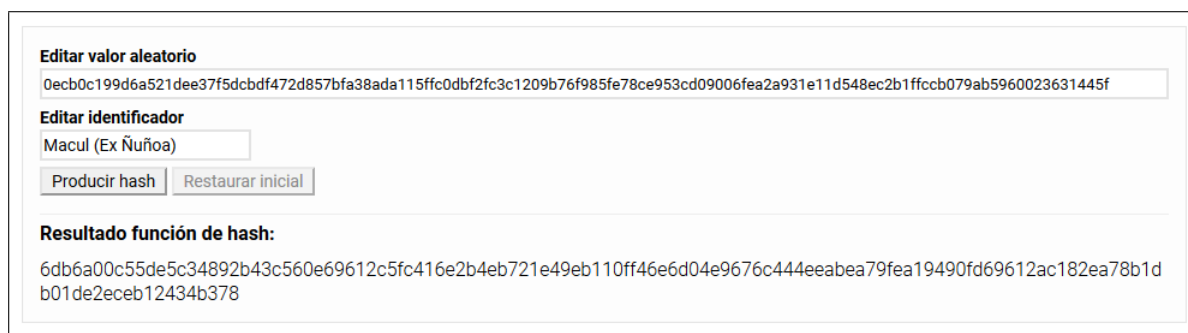 Editar valor aleatorio
0ecb0c199d6a521dee37f5dcbdf472d857bfa38ada115ffc0dbf2fc3c1209b76f985fe78ce953cd09006fea2a931e11d548ec2b1ffccb079ab5960023631445f
Editar identificador
Macul (Ex Ñuñoa)
Producir hash Restaurar inicial
Resultado función de hash:
6db6a00c55de5c34892b43c560e69612c5fc416e2b4eb721e49eb110ff46e6d04e9676c444eeabea79fea19490fd69612ac182ea78b1d
b01de2eceb12434b378